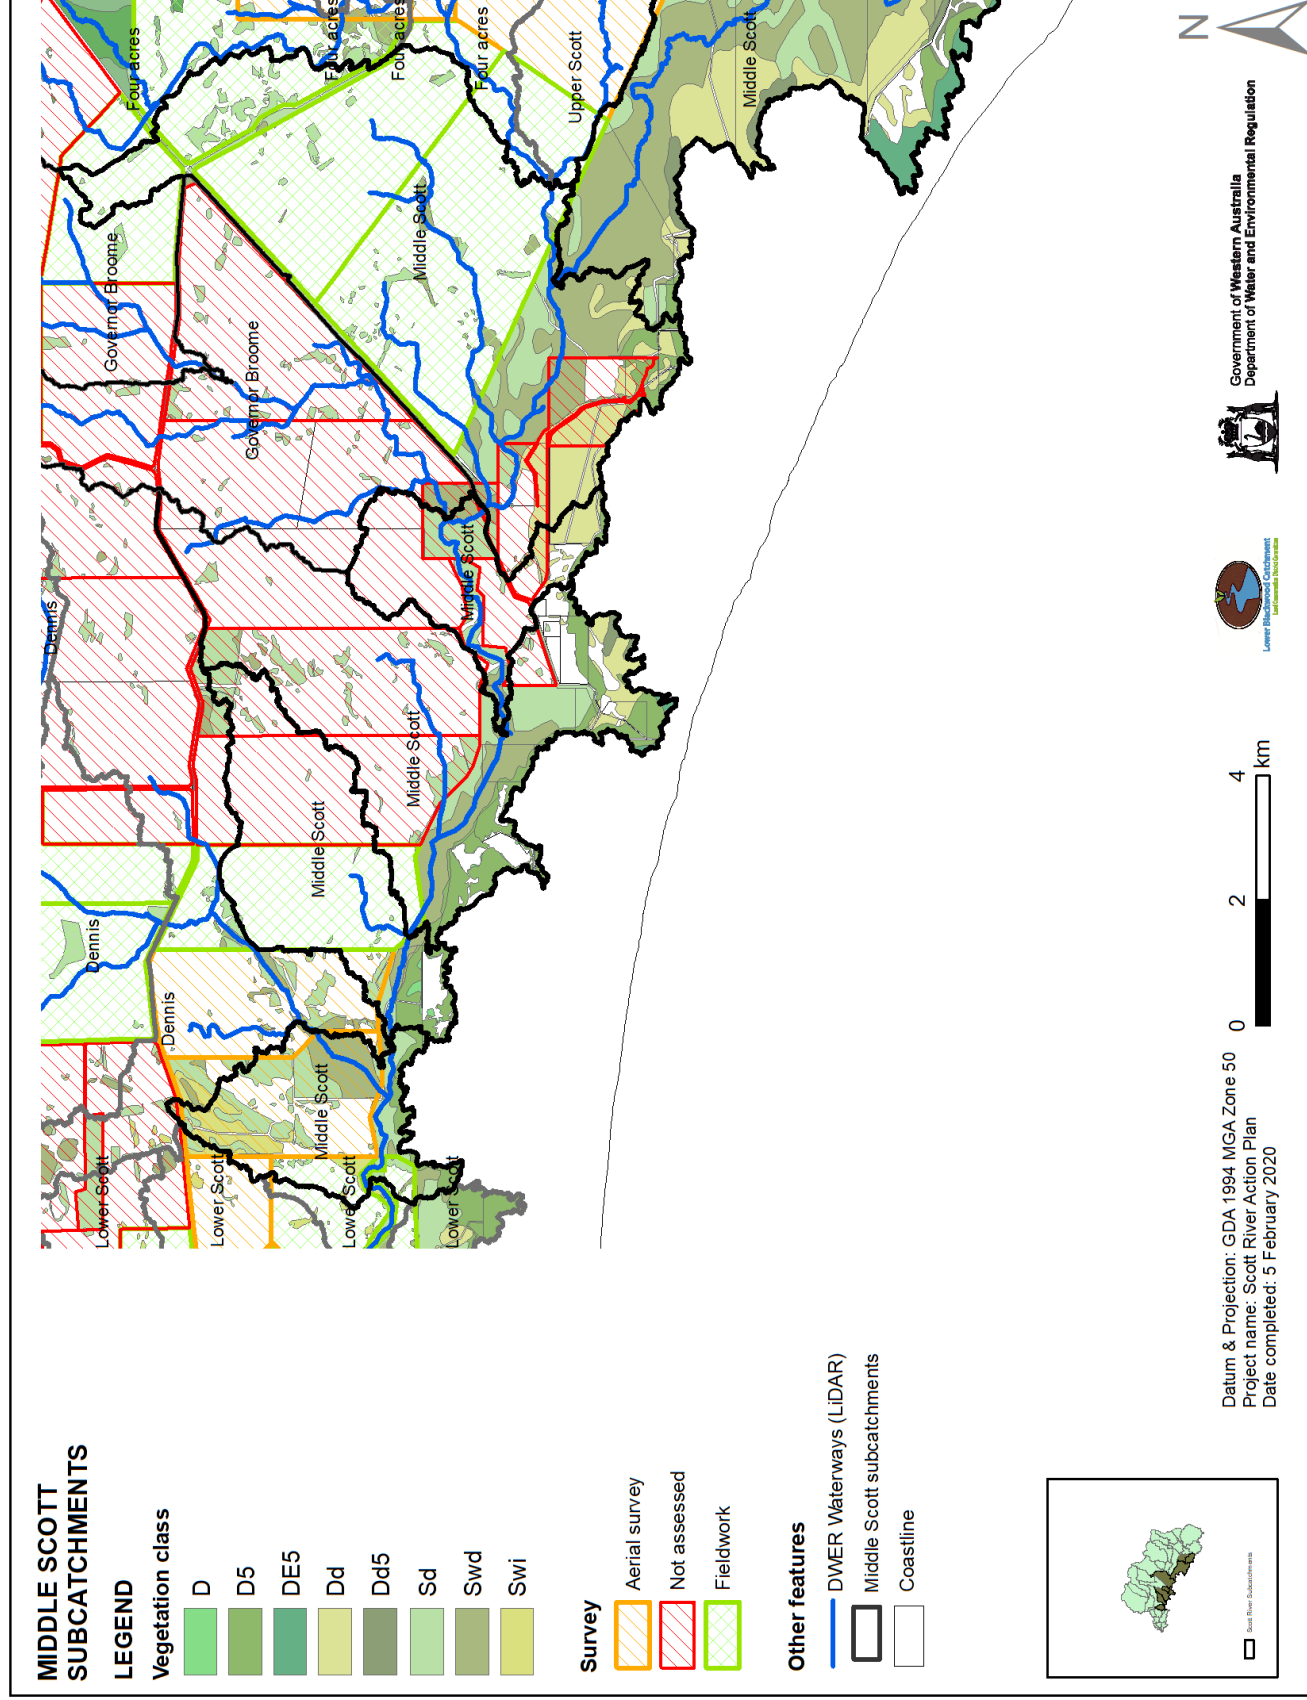 MIDDLE SCOTT
SUBCATCHMENTS
LEGEND
Vegetation class
D
D5
DE5
Dd
Dd5
Sd
Swd
Swi
Survey
Aerial survey
Not assessed
Fieldwork
Other features
DWER Waterways (LiDAR)
Middle Scott subcatchments
Coastline
Scott River Subcatchments
Lower Scott
Lower Scott
Lower Scott
Lower Scott
Dennis
Dennis
Dennis
Middle Scott
Middle Scott
Middle Scott
Middle Scott
Middle Scott
Middle Scott
Governor Broome
Governor Broome
Four acres
Four acres
Four acres
Four acres
Upper Scott
0 2 4
km
Datum & Projection: GDA 1994 MGA Zone 50
Project name: Scott River Action Plan
Date completed: 5 February 2020
Lower Blackwood Catchment
Government of Western Australia
Department of Water and Environmental Regulation
N